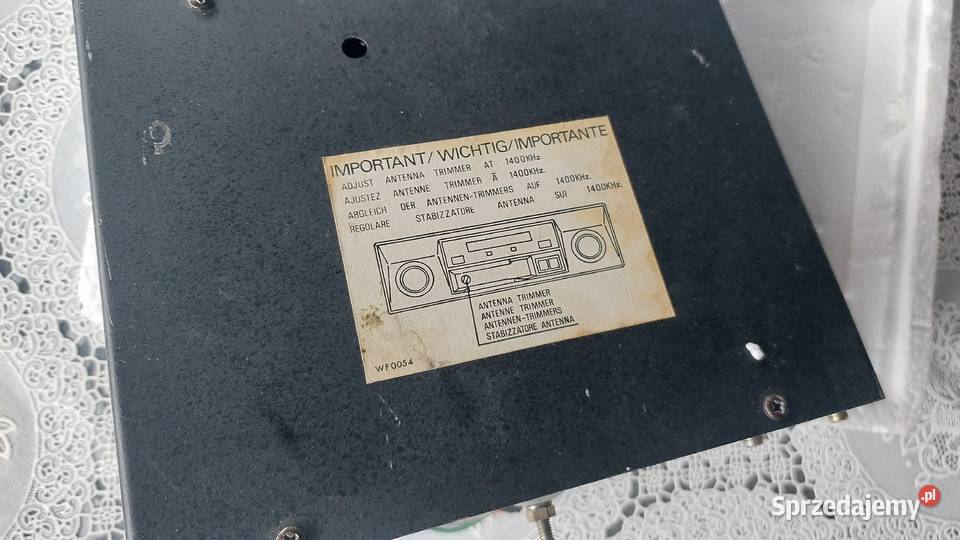 IMPORTANT/ WICHTIG/IMPORTANTE
ADJUST ANTENNA TRIMMER AT 1400KHz.
AJUSTEZ ANTENNE TRIMMER Ā 1400KHz.
ABGLEICH DER ANTENNEN-TRIMMERS AUF 1400KHz.
REGOLARE STABIZZATORE ANTENNA SUI 1400KHz.
ANTENNA TRIMMER
ANTENNE TRIMMER
ANTENNEN-TRIMMERS
STABIZZATORE ANTENNA
WF0054
Sprzedajemy.pl